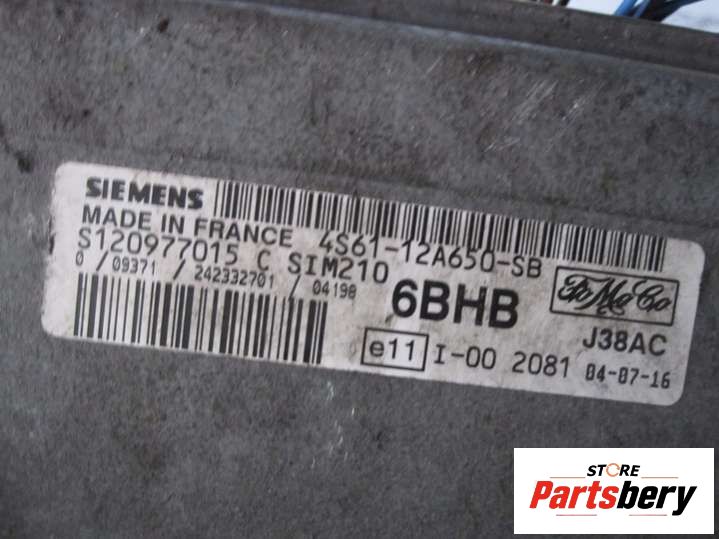 SIEMENS
MADE IN FRANCE 4S61-12A650-SB
S120977015 C SIM210
0 / 09371 / 242332701 / 04198
6BHB
FoMoCo
J38AC
e11 I-00 2081 04-07-16
STORE
Partsbery